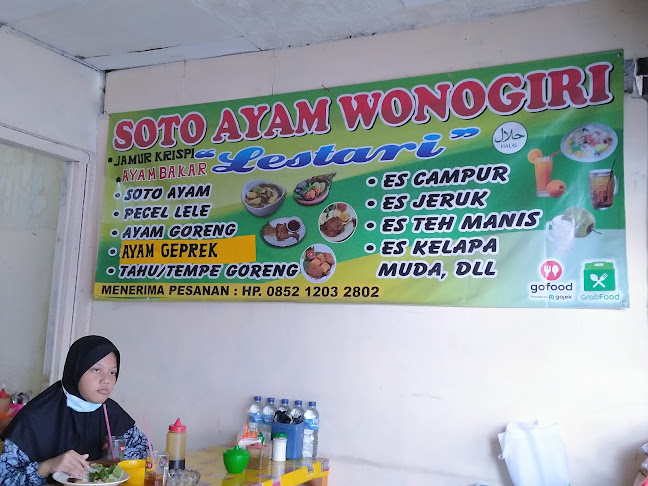 SOTO AYAM WONOGIRI
"Lestari"
• JAMUR KRISPI
• AYAM BAKAR
• SOTO AYAM
• PECEL LELE
• AYAM GORENG
• AYAM GEPREK
• TAHU/TEMPE GORENG
• ES CAMPUR
• ES JERUK
• ES TEH MANIS
• ES KELAPA
MUDA, DLL
MENERIMA PESANAN : HP. 0852 1203 2802
حلال
HALAL
gofood
gojek
GrabFood